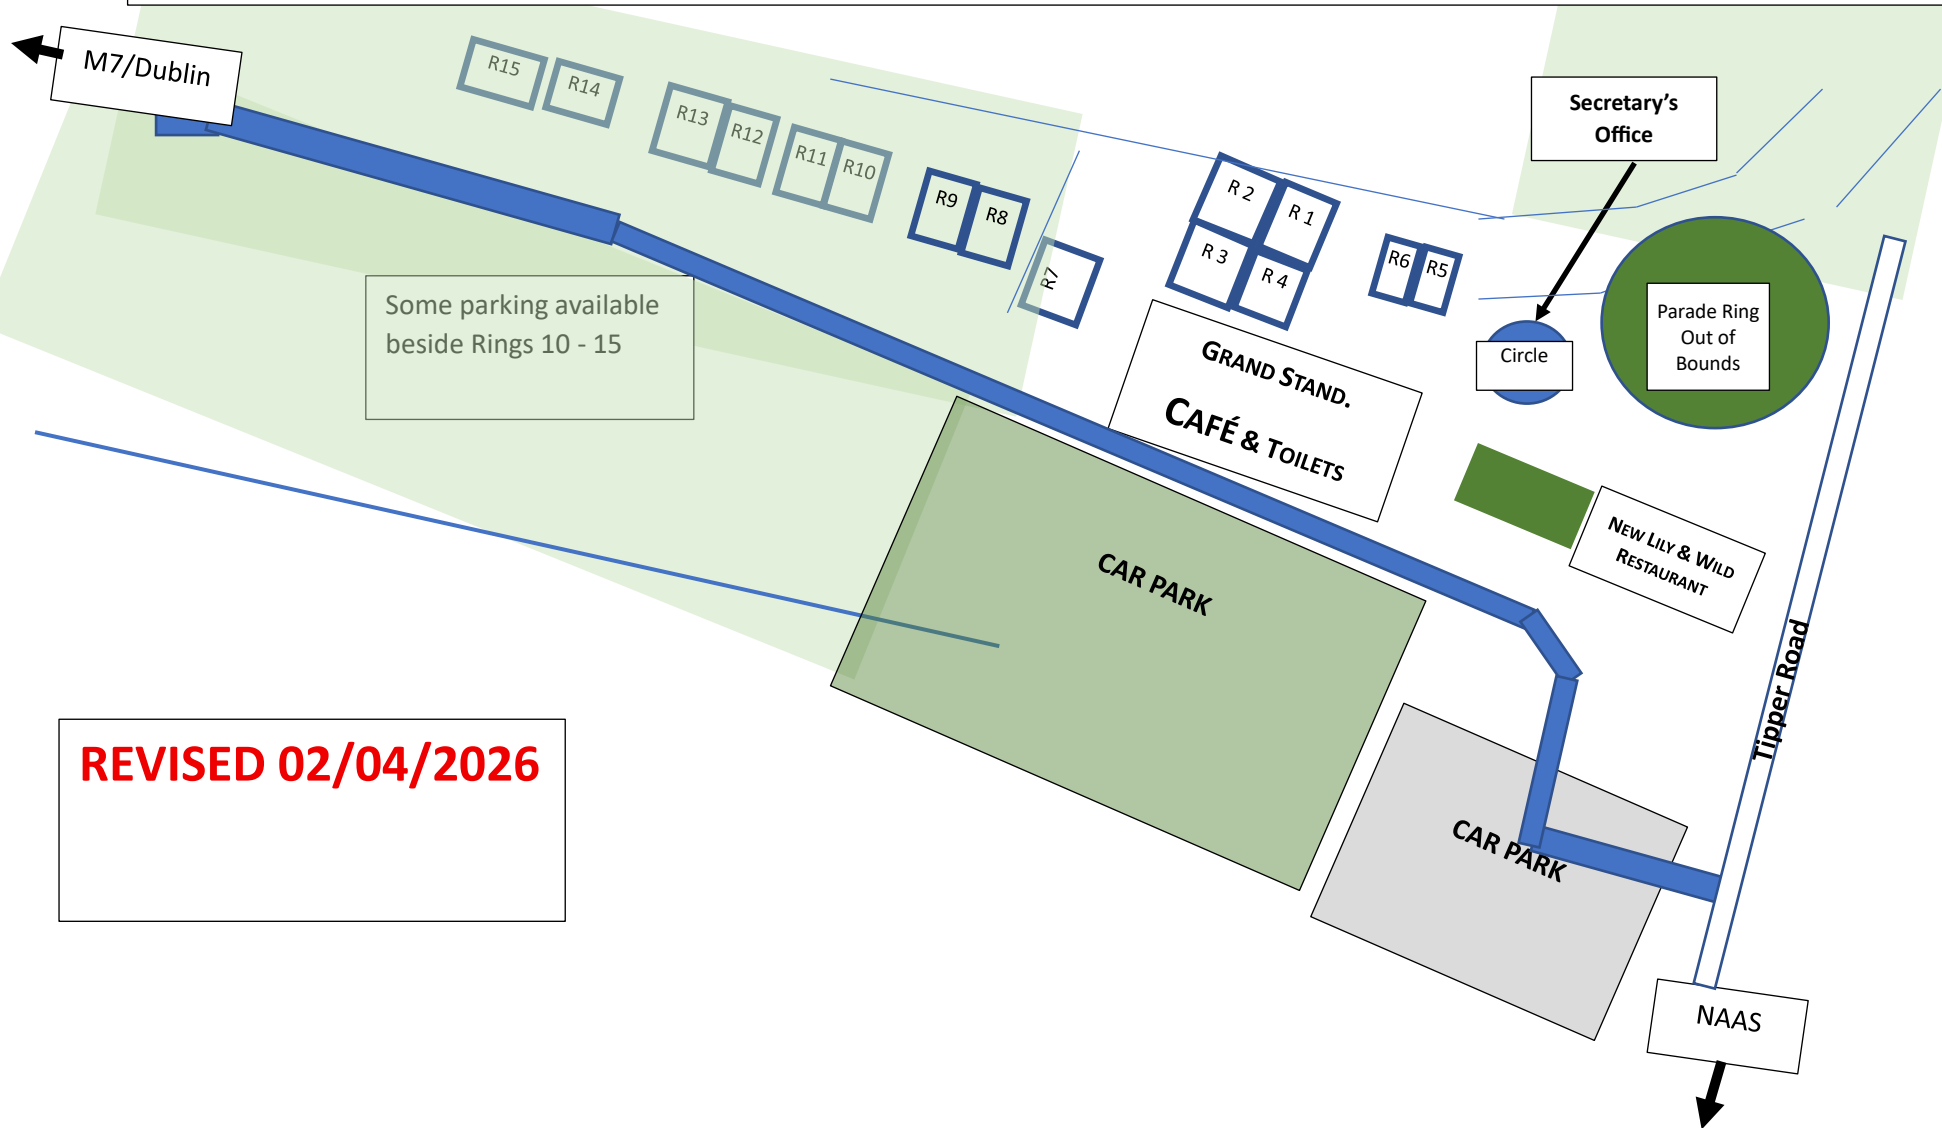 M7/Dublin
R15
R14
R13
R12
R11
R10
R9
R8
R7
R 2
R 1
R 3
R 4
R6
R5
Secretary's
Office
Circle
Parade Ring
Out of
Bounds
Some parking available
beside Rings 10 - 15
GRAND STAND.
CAFÉ & TOILETS
NEW LILY & WILD
RESTAURANT
CAR PARK
Tipper Road
REVISED 02/04/2026
CAR PARK
NAAS